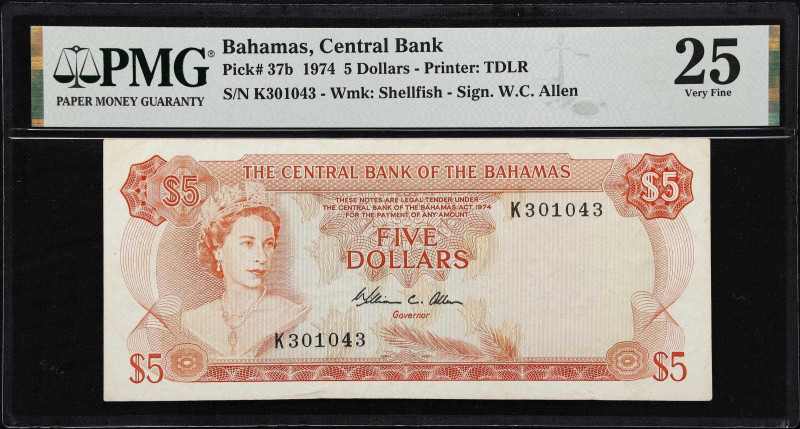 PMG®
PAPER MONEY GUARANTY
Bahamas, Central Bank
Pick# 37b 1974 5 Dollars - Printer: TDLR
S/N K301043 - Wmk: Shellfish - Sign. W.C. Allen
25
Very Fine
THE CENTRAL BANK OF THE BAHAMAS
$5
$5
THESE NOTES ARE LEGAL TENDER UNDER
THE CENTRAL BANK OF THE BAHAMAS ACT 1974
FOR THE PAYMENT OF ANY AMOUNT
K301043
FIVE
DOLLARS
William C. Allen
Governor
K301043
$5
$5